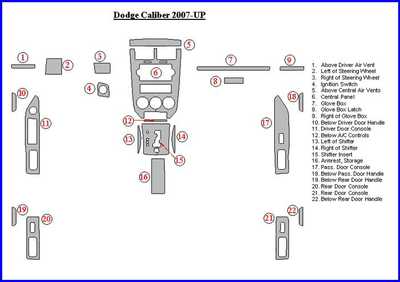 Dodge Caliber 2007-UP
1 2 3 4 5 6 7 8 9
10 11 12 13 14 15 16 17 18
19 20 21 22
1. Above Driver Air Vent
2. Left of Steering Wheel
3. Right of Steering Wheel
4. Ignition Switch
5. Above Central Air Vents
6. Central Panel
7. Glove Box
8. Glove Box Latch
9. Right of Glove Box
10. Below Driver Door Handle
11. Driver Door Console
12. Below A/C Controls
13. Left of Shifter
14. Right of Shifter
15. Shifter Insert
16. Armrest, Storage
17. Pass. Door Console
18. Below Pass. Door Handle
19. Below Rear Door Handle
20. Rear Door Console
21. Rear Door Console
22. Below Rear Door Handle